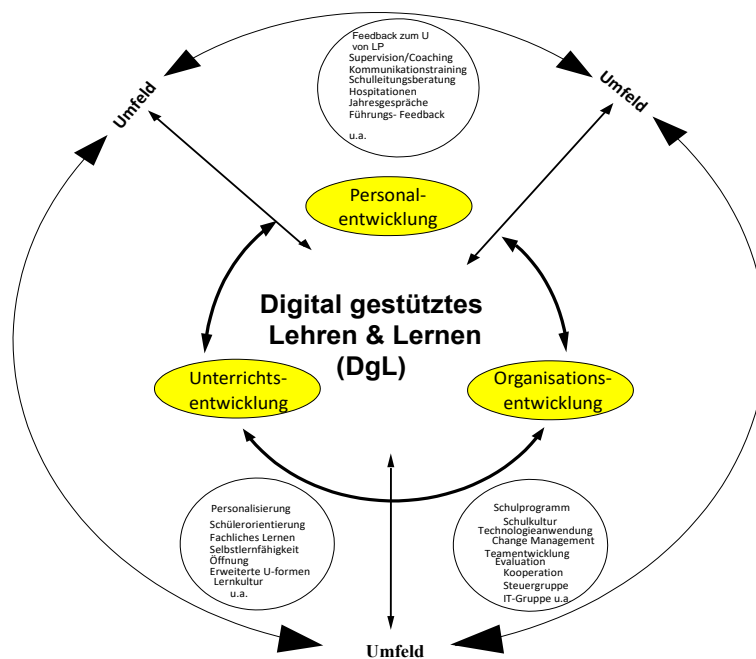 Feedback zum U
von LP
Supervision/Coaching
Kommunikationstraining
Schulleitungsberatung
Hospitationen
Jahresgespräche
Führungs- Feedback
u.a.
Umfeld
Umfeld
Personal-
entwicklung
Digital gestütztes
Lehren & Lernen
(DgL)
Unterrichts-
entwicklung
Organisations-
entwicklung
Personalisierung
Schülerorientierung
Fachliches Lernen
Selbstlernfähigkeit
Öffnung
Erweiterte U-formen
Lernkultur
u.a.
Schulprogramm
Schulkultur
Technologieanwendung
Change Management
Teamentwicklung
Evaluation
Kooperation
Steuergruppe
IT-Gruppe u.a.
Umfeld